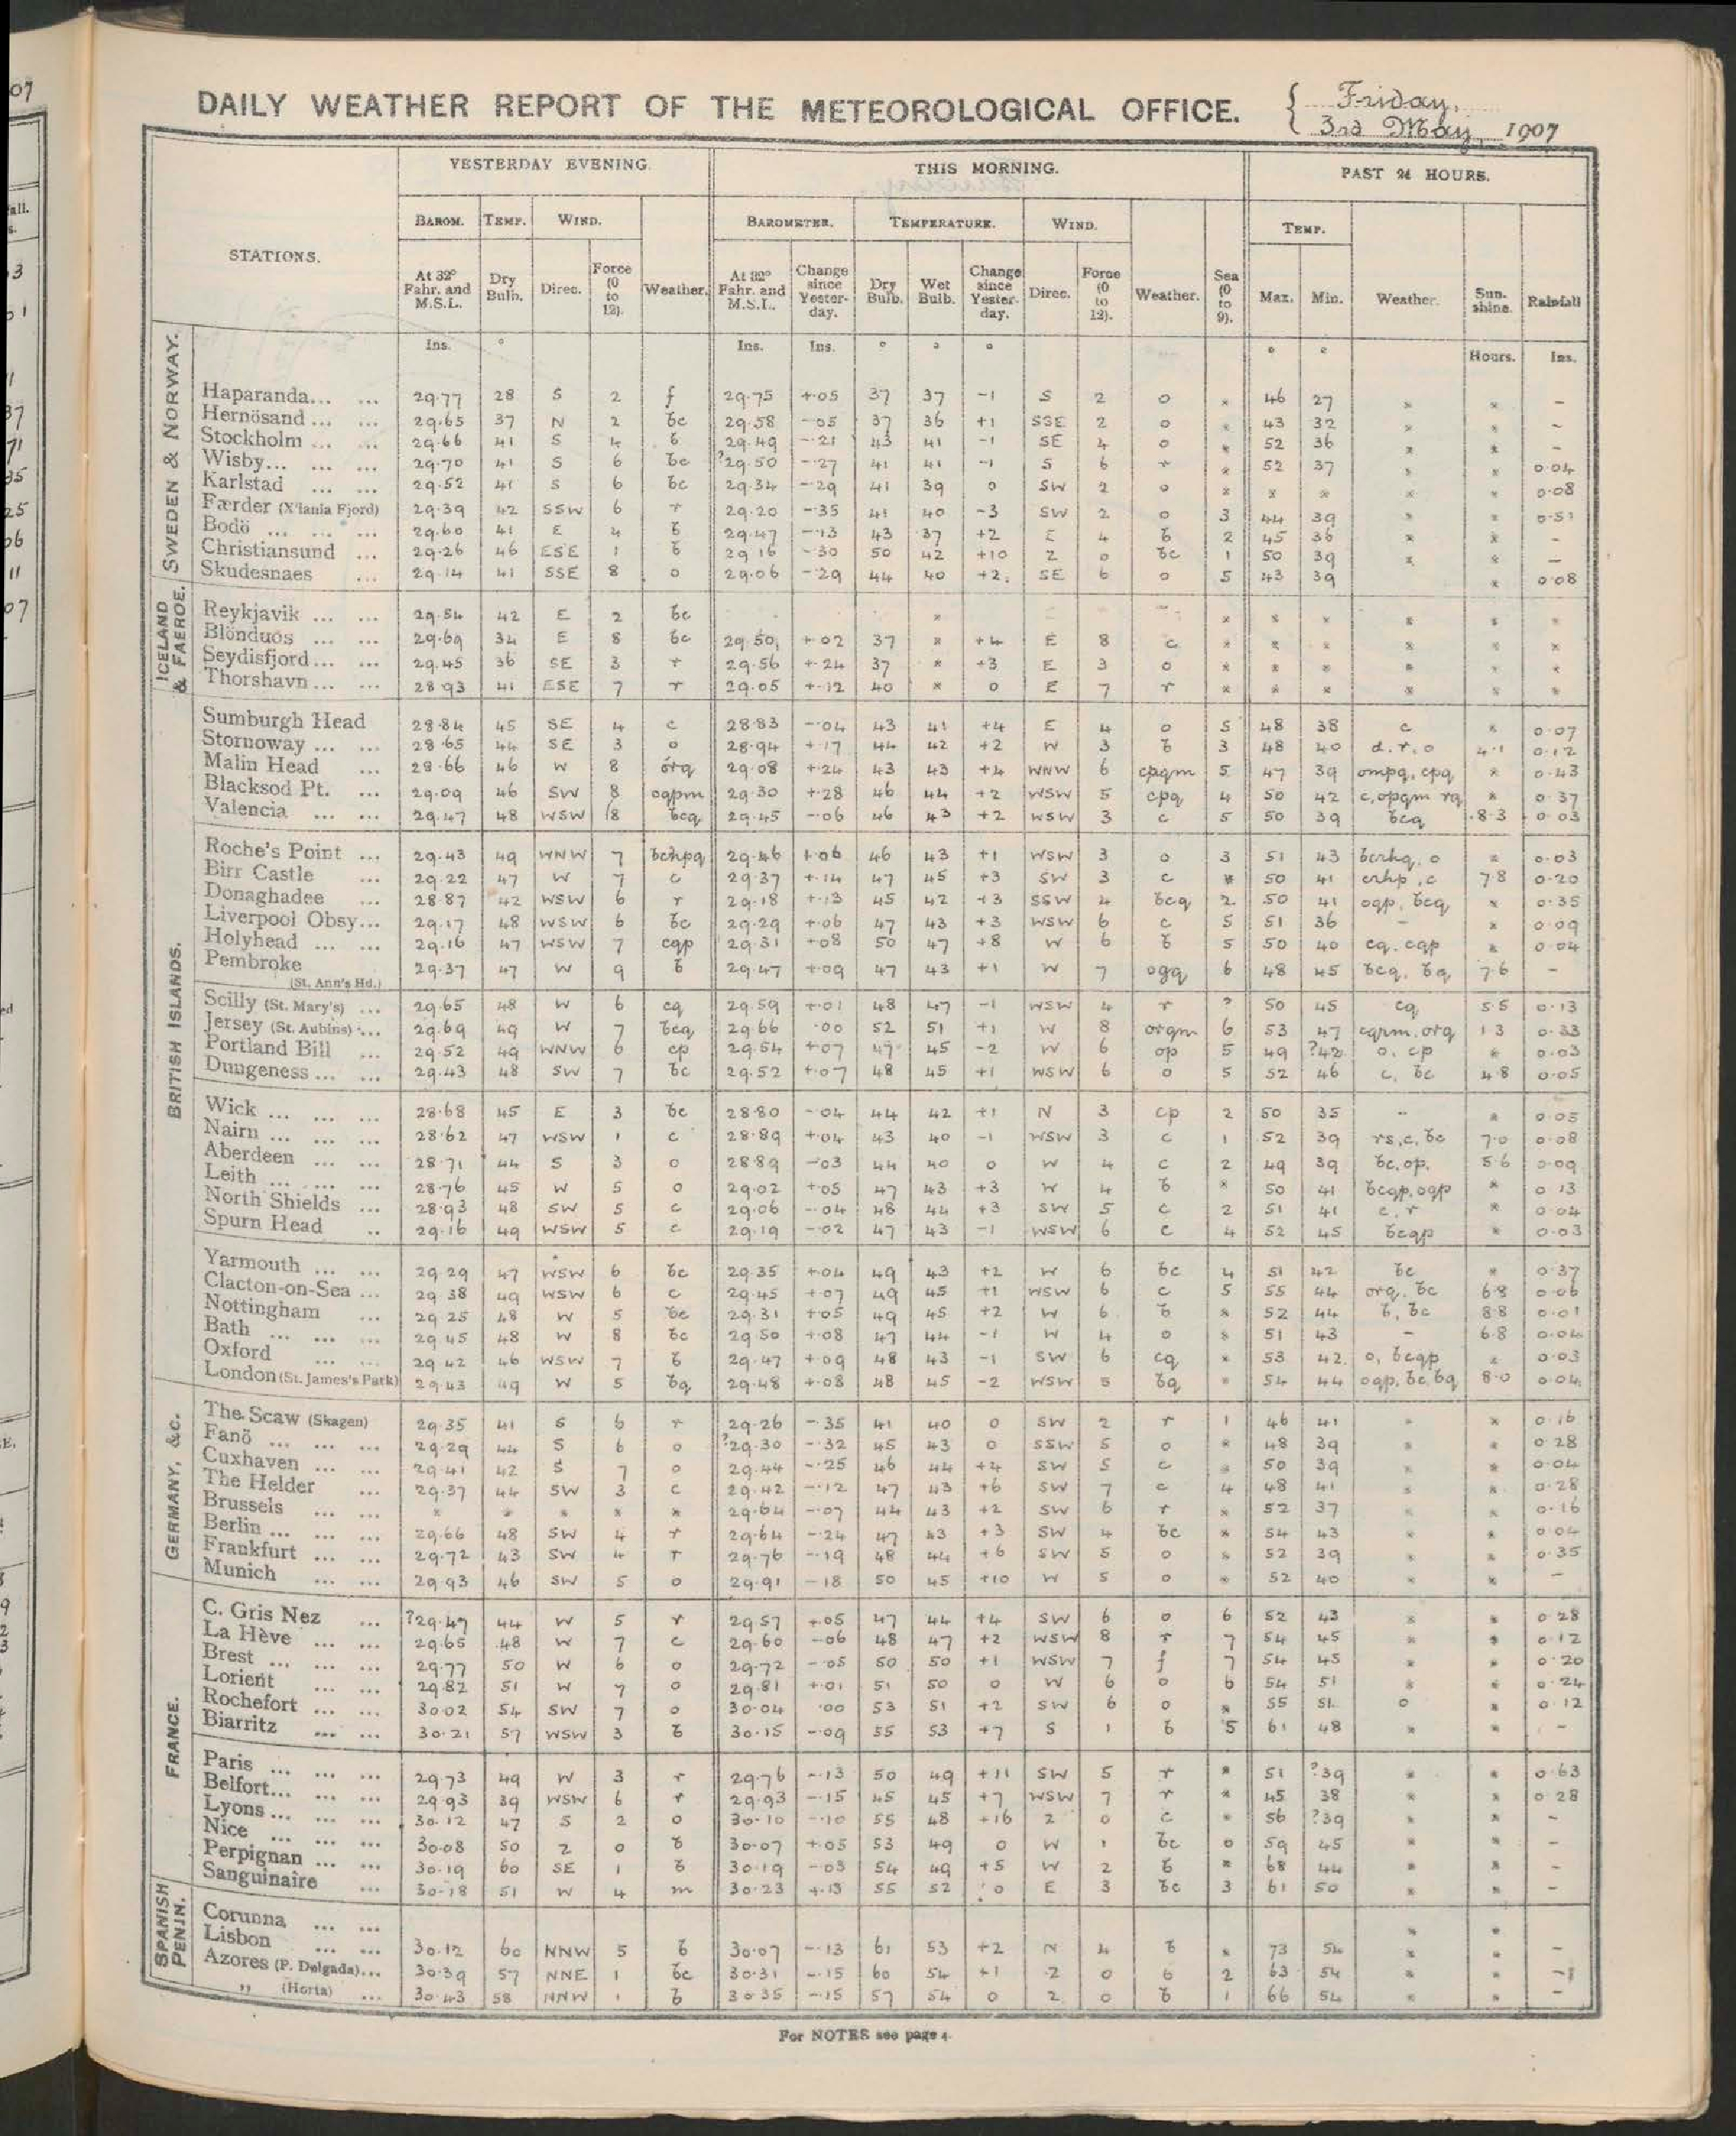 DAILY WEATHER REPORT OF THE METEOROLOGICAL OFFICE. { Friday,
3rd May, 1907
YESTERDAY EVENING. THIS MORNING. PAST 24 HOURS.
STATIONS. BAROM. TEMP. WIND. BAROMETER. TEMPERATURE. WIND. TEMP.
At 32° Fahr. and M.S.L. Dry Bulb. Direc. Force (0 to 12). Weather. At 32° Fahr. and M.S.L. Change since Yesterday. Dry Bulb. Wet Bulb. Change since Yesterday. Direc. Force (0 to 12). Weather. Sea (0 to 9). Max. Min. Weather. Sunshine. Rainfall
Ins. ° Ins. Ins. ° ° ° ° ° Hours. Ins.
SWEDEN & NORWAY.
Haparanda... ... 29.77 28 S 2 f 29.75 +.05 37 37 -1 S 2 o * 46 27 * * -
Hernösand ... ... 29.65 37 N 2 bc 29.58 -.05 37 36 +1 SSE 2 o * 43 32 * * -
Stockholm ... ... 29.66 41 S 4 b 29.49 -.21 43 41 -1 SE 4 o * 52 36 * * -
Wisby... ... ... 29.70 41 S 6 bc ?29.50 -.27 41 41 -1 S 6 r * 52 37 * * 0.04
Karlstad ... ... 29.52 41 S 6 bc 29.34 -.29 41 39 0 SW 2 o * * * * * 0.08
Færder (X'iania Fjord) 29.39 42 SSW 6 r 29.20 -.35 41 40 -3 SW 2 o 3 44 39 * * 0.51
Bodö ... ... ... 29.60 41 E 4 b 29.47 -.13 43 37 +2 E 4 b 2 45 36 * * -
Christiansund ... 29.26 46 ESE 1 b 29.16 -.30 50 42 +10 Z 0 bc 1 50 39 * * -
Skudesnaes ... 29.14 41 SSE 8 o 29.06 -.29 44 40 +2 SE 6 o 5 43 39 * 0.08
ICELAND & FAEROE.
Reykjavik ... ... 29.54 42 E 2 bc * * * * * * *
Blönduös ... ... 29.69 34 E 8 bc 29.50 +.02 37 * +4 E 8 c * * * * * *
Seydisfjord... ... 29.45 36 SE 3 r 29.56 +.24 37 * +3 E 3 o * * * * * *
Thorshavn... ... 28.93 41 ESE 7 r 29.05 +.12 40 * 0 E 7 r * * * * * *
BRITISH ISLANDS.
Sumburgh Head 28.84 45 SE 4 c 28.83 -.04 43 41 +4 E 4 o 5 48 38 c * 0.07
Stornoway ... ... 28.65 44 SE 3 o 28.94 +.17 44 42 +2 W 3 b 3 48 40 d.r.o 4.1 0.12
Malin Head ... 28.66 46 W 8 orq 29.08 +.24 43 43 +4 WNW 6 cpqm 5 47 39 ompq, cpq * 0.43
Blacksod Pt. ... 29.09 46 SW 8 oqpm 29.30 +.28 46 44 +2 WSW 5 cpq 4 50 42 c, opqm rq * 0.37
Valencia ... ... 29.47 48 WSW 8 bcq 29.45 -.06 46 43 +2 WSW 3 c 5 50 39 bcq 8.3 0.03
Roche's Point ... 29.43 49 WNW 7 bchpq 29.46 +.06 46 43 +1 WSW 3 o 3 51 43 bcrhq, o * 0.03
Birr Castle ... 29.22 47 W 7 c 29.37 +.14 47 45 +3 SW 3 c * 50 41 crhp, c 7.8 0.20
Donaghadee ... 28.87 42 WSW 6 r 29.18 +.13 45 42 +3 SSW 4 bcq 2 50 41 oqp, bcq * 0.35
Liverpool Obsy... 29.17 48 WSW 6 bc 29.29 +.06 47 43 +3 WSW 6 c 5 51 36 - * 0.09
Holyhead ... ... 29.16 47 WSW 7 cqp 29.31 +.08 50 47 +8 W 6 b 5 50 40 cq, cqp * 0.04
Pembroke (St. Ann's Hd.) 29.37 47 W 9 b 29.47 +.09 47 43 +1 W 7 ogq 6 48 45 bcq, bq 7.6 -
Scilly (St. Mary's) ... 29.65 48 W 6 cq 29.59 +.01 48 47 -1 WSW 4 r ? 50 45 cq 5.5 0.13
Jersey (St. Aubins) ... 29.69 49 W 7 bcq 29.66 .00 52 51 +1 W 8 orqm 6 53 47 cqrm, orq 1.3 0.33
Portland Bill ... 29.52 49 WNW 6 cp 29.54 +.07 47 45 -2 W 6 op 5 49 ?42 o, cp * 0.03
Dungeness ... ... 29.43 48 SW 7 bc 29.52 +.07 48 45 +1 WSW 6 o 5 52 46 c, bc 4.8 0.05
Wick ... ... ... 28.68 45 E 3 bc 28.80 -.04 44 42 +1 N 3 cp 2 50 35 - * 0.05
Nairn ... ... ... 28.62 47 WSW 1 c 28.89 +.04 43 40 -1 WSW 3 c 1 52 39 rs, c, bc 7.0 0.08
Aberdeen ... ... 28.71 44 S 3 o 28.89 -.03 44 40 0 W 4 c 2 49 39 bc, op. 5.6 0.09
Leith ... ... ... 28.76 45 W 5 o 29.02 +.05 47 43 +3 W 4 b * 50 41 bcqp, oqp * 0.13
North Shields ... 28.93 48 SW 5 c 29.06 -.04 48 44 +3 SW 5 c 2 51 41 c, r * 0.04
Spurn Head .. 29.16 49 WSW 5 c 29.19 -.02 47 43 -1 WSW 6 c 4 52 45 bcqp * 0.03
Yarmouth ... ... 29.29 47 WSW 6 bc 29.35 +.04 49 43 +2 W 6 bc 4 51 42 bc * 0.37
Clacton-on-Sea ... 29.38 49 WSW 6 c 29.45 +.07 49 45 +1 WSW 6 c 5 55 44 orq, bc 6.8 0.06
Nottingham ... 29.25 48 W 5 bc 29.31 +.05 49 45 +2 W 6 b * 52 44 b, bc 8.8 0.01
Bath ... ... ... 29.45 48 W 8 bc 29.50 +.08 47 44 -1 W 4 o * 51 43 - 6.8 0.04
Oxford ... ... 29.42 46 WSW 7 b 29.47 +.09 48 43 -1 SW 6 cq * 53 42 o, bcqp * 0.03
London (St. James's Park) 29.43 49 W 5 bq 29.48 +.08 48 45 -2 WSW 5 bq * 54 44 oqp, bc, bq 8.0 0.04
GERMANY, &c.
The Scaw (Skagen) 29.35 41 S 6 r 29.26 -.35 41 40 0 SW 2 r 1 46 41 * * 0.16
Fanö ... ... ... 29.29 44 S 6 o ?29.30 -.32 45 43 0 SSW 5 o * 48 39 * * 0.28
Cuxhaven ... ... 29.41 42 S 7 o 29.44 -.25 46 44 +4 SW 5 c * 50 39 * * 0.04
The Helder ... 29.37 44 SW 3 c 29.42 -.12 47 43 +6 SW 7 c 4 48 41 * * 0.28
Brussels ... ... * * * * * 29.64 -.07 44 43 +2 SW 6 r * 52 37 * * 0.16
Berlin ... ... ... 29.66 48 SW 4 r 29.64 -.24 47 43 +3 SW 4 bc * 54 43 * * 0.04
Frankfurt ... ... 29.72 43 SW 4 r 29.76 -.19 48 44 +6 SW 5 o * 52 39 * * 0.35
Munich ... ... 29.93 46 SW 5 o 29.91 -.18 50 45 +10 W 5 o * 52 40 * * -
FRANCE.
C. Gris Nez ... ?29.47 44 W 5 r 29.57 +.05 47 44 +4 SW 6 o 6 52 43 * * 0.28
La Hève ... ... 29.65 48 W 7 c 29.60 -.06 48 47 +2 WSW 8 r 7 54 45 * * 0.12
Brest ... ... ... 29.77 50 W 6 o 29.72 -.05 50 50 +1 WSW 7 f 7 54 45 * * 0.20
Lorient ... ... 29.82 51 W 7 o 29.81 +.01 51 50 0 W 6 o 6 54 51 * * 0.24
Rochefort ... ... 30.02 54 SW 7 o 30.04 .00 53 51 +2 SW 6 o * 55 51 o * 0.12
Biarritz ... ... 30.21 57 WSW 3 b 30.15 -.09 55 53 +7 S 1 b 5 61 48 * * -
Paris ... ... ... 29.73 49 W 3 r 29.76 -.13 50 49 +11 SW 5 r * 51 ?39 * * 0.63
Belfort... ... ... 29.93 39 WSW 6 r 29.93 -.15 45 45 +7 WSW 7 r * 45 38 * * 0.28
Lyons ... ... ... 30.12 47 S 2 o 30.10 -.10 55 48 +16 Z 0 c * 56 ?39 * * -
Nice ... ... ... 30.08 50 Z 0 b 30.07 +.05 53 49 0 W 1 bc 0 59 45 * * -
Perpignan ... ... 30.19 60 SE 1 b 30.19 -.03 54 49 +5 W 2 b * 68 44 * * -
Sanguinaire ... 30.18 51 W 4 m 30.23 +.13 55 52 0 E 3 bc 3 61 50 * * -
SPANISH PENIN.
Corunna ... ... * *
Lisbon ... ... 30.12 60 NNW 5 b 30.07 -.13 61 53 +2 N 4 b * 73 54 * * -
Azores (P. Delgada)... 30.39 57 NNE 1 bc 30.31 -.15 60 54 +1 Z 0 b 2 63 54 * * -
" (Horta) ... 30.43 58 NNW 1 b 30.35 -.15 57 54 0 Z 0 b 1 66 54 * * -
For NOTES see page 4.